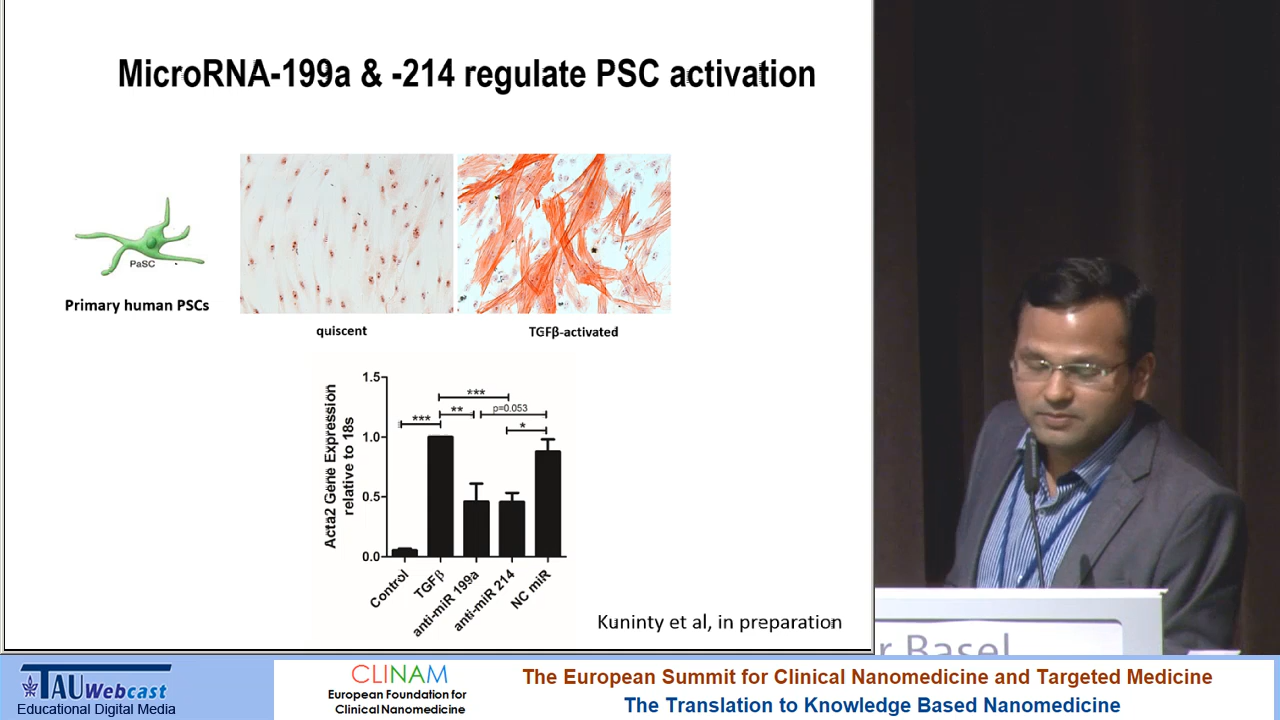 MicroRNA-199a & -214 regulate PSC activation
PaSC
Primary human PSCs
quiscent
TGFβ-activated
Acta2 Gene Expression
relative to 18s
1.5
1.0
0.5
0.0
***
**
***
p=0.053
*
Control
TGFβ
anti-miR 199a
anti-miR 214
NC miR
Kuninty et al, in preparation
r Basel
TAU Webcast
Educational Digital Media
CLINAM
European Foundation for
Clinical Nanomedicine
The European Summit for Clinical Nanomedicine and Targeted Medicine
The Translation to Knowledge Based Nanomedicine